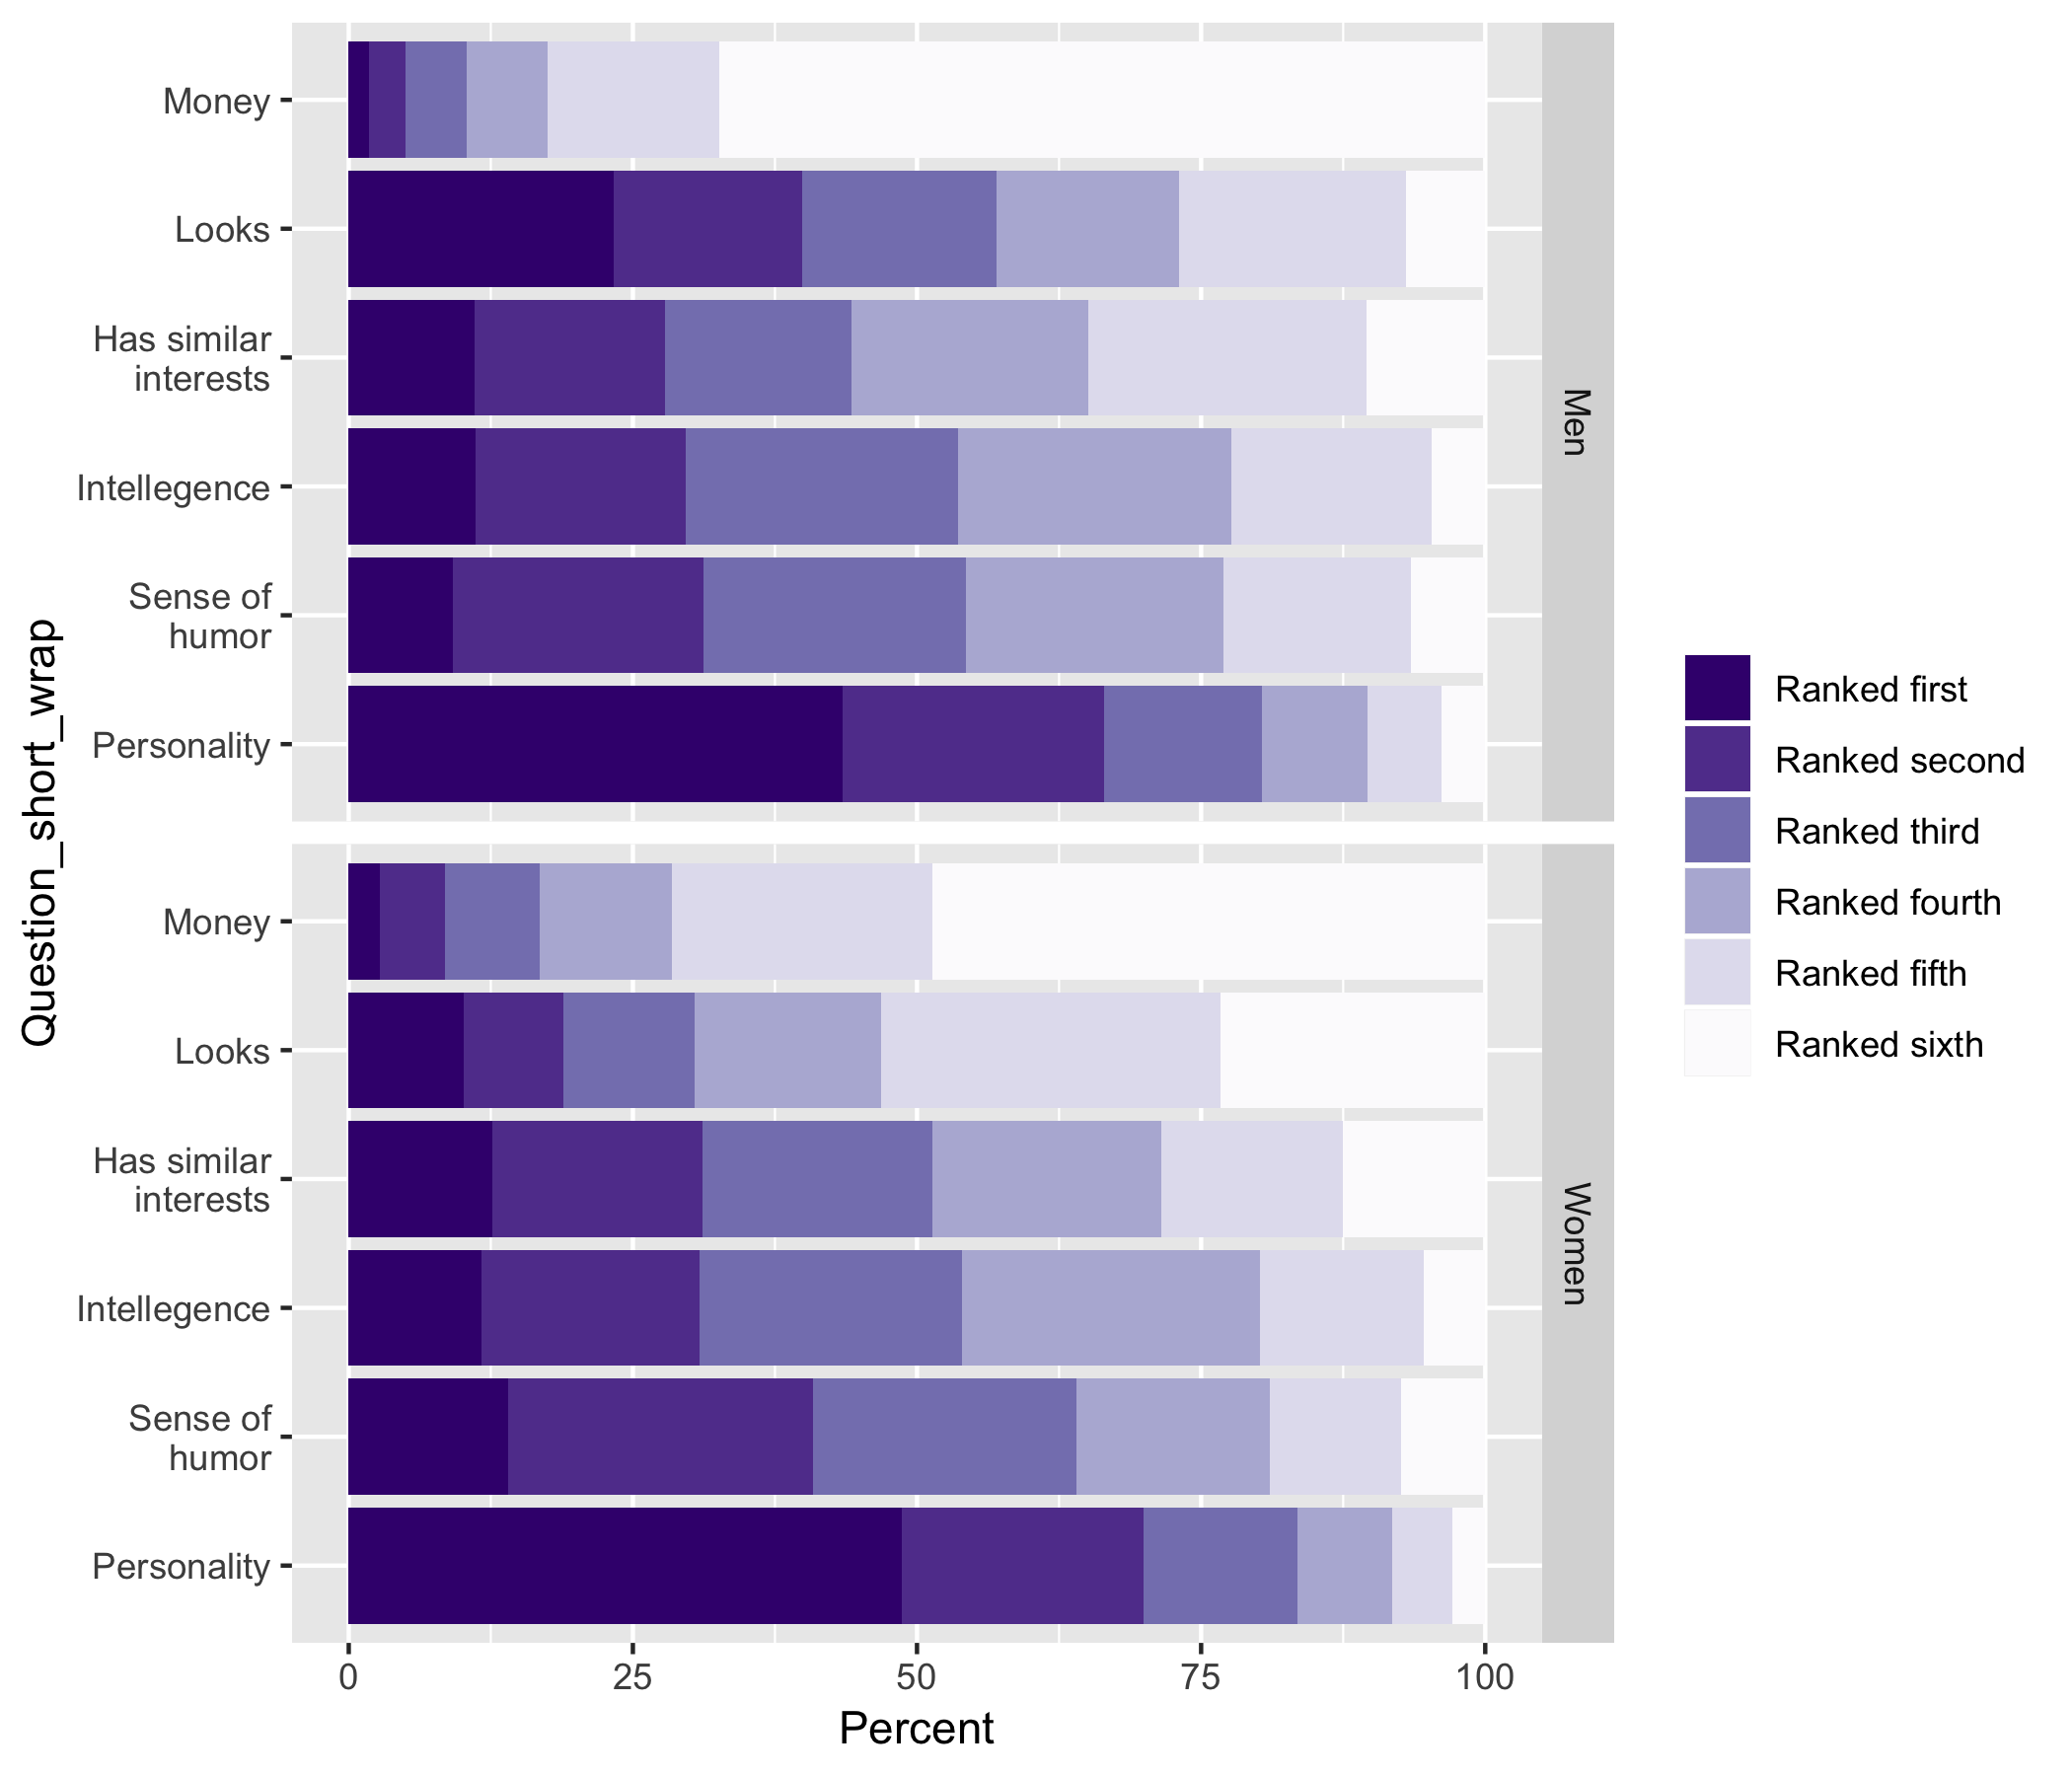 Question_short_wrap
Money
Looks
Has similar
interests
Intellegence
Sense of
humor
Personality
Men
Money
Looks
Has similar
interests
Intellegence
Sense of
humor
Personality
Women
0 25 50 75 100
Percent
Ranked first
Ranked second
Ranked third
Ranked fourth
Ranked fifth
Ranked sixth